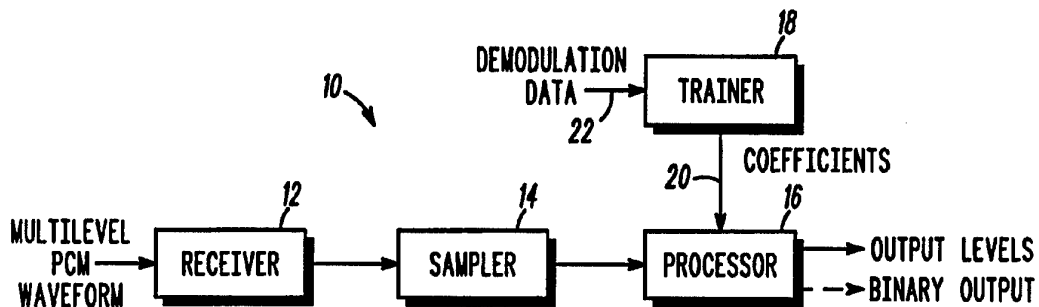 18
DEMODULATION
DATA
TRAINER
10
22
COEFFICIENTS
20
12
14
16
MULTILEVEL
PCM
WAVEFORM
RECEIVER
SAMPLER
PROCESSOR
OUTPUT LEVELS
BINARY OUTPUT